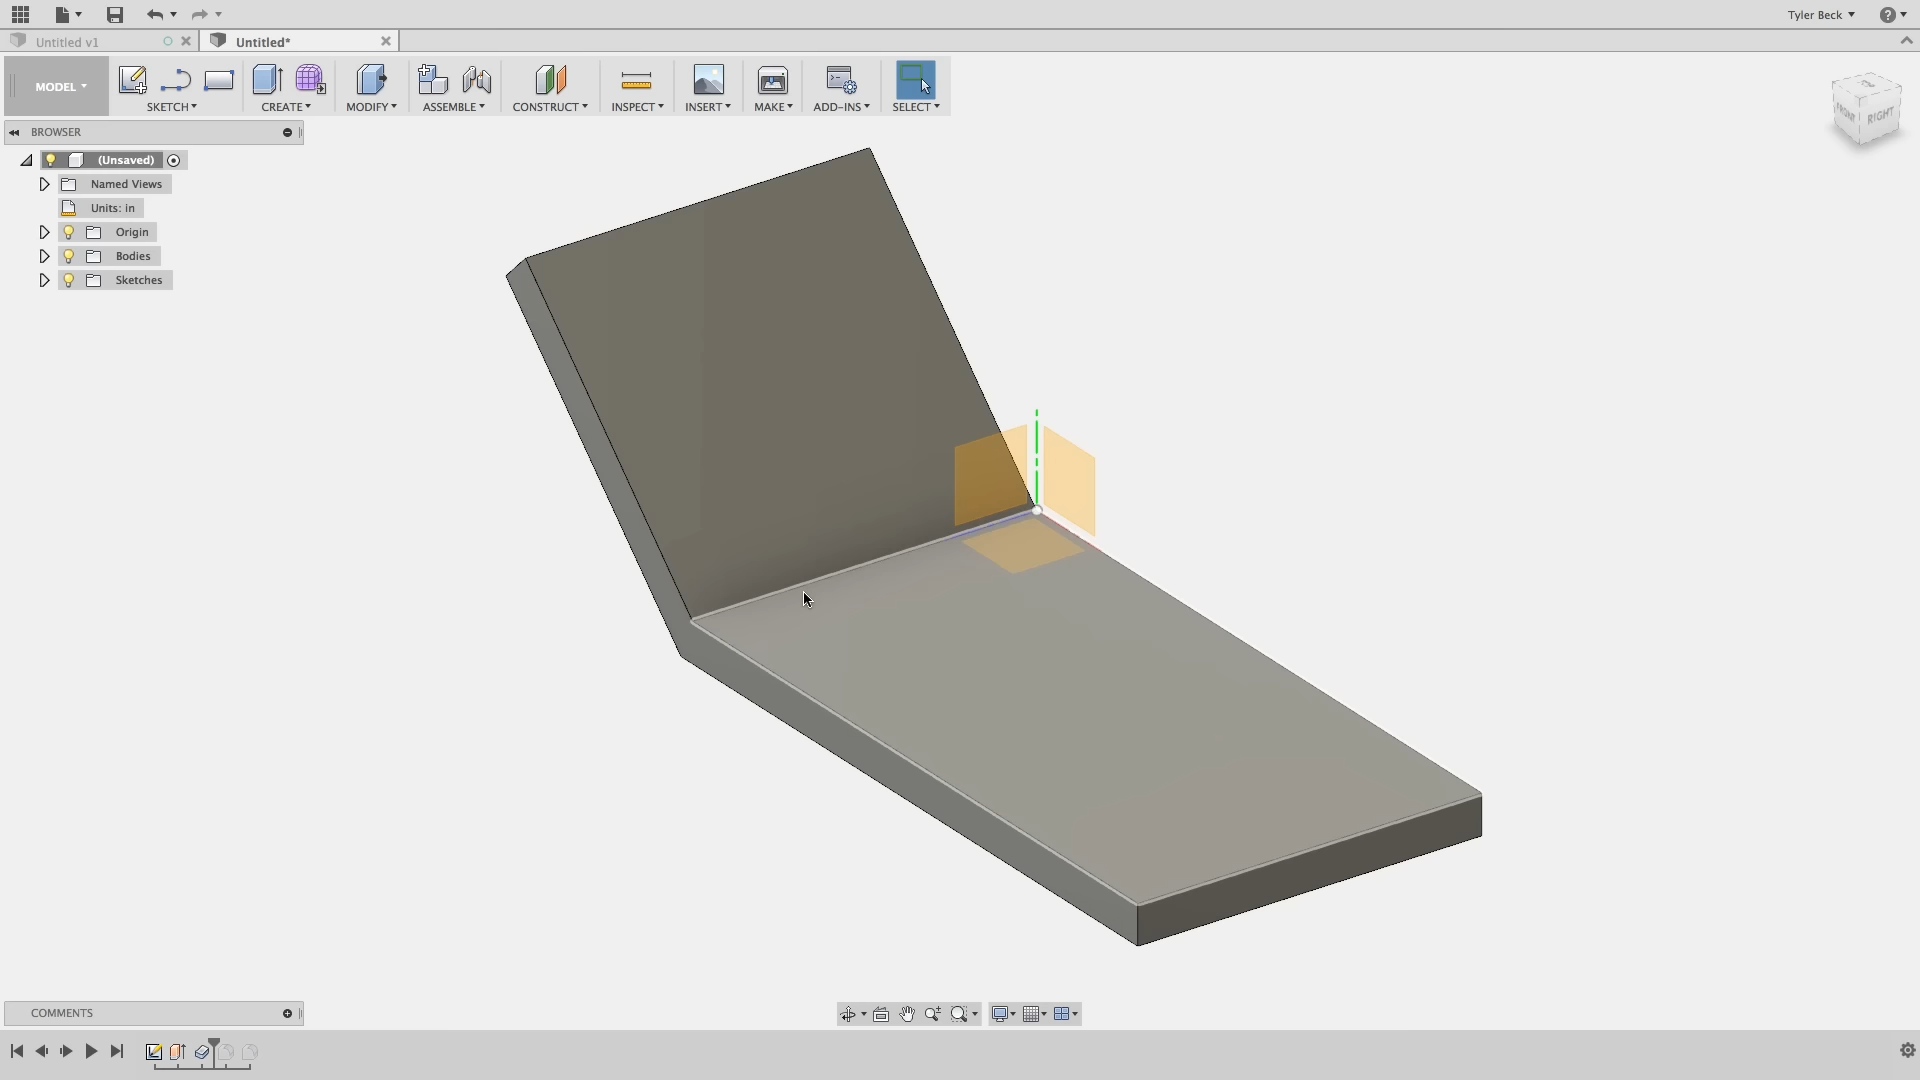 Tyler Beck
Untitled v1
Untitled*
MODEL
SKETCH
CREATE
MODIFY
ASSEMBLE
CONSTRUCT
INSPECT
INSERT
MAKE
ADD-INS
SELECT
FRONT
RIGHT
BROWSER
(Unsaved)
Named Views
Units: in
Origin
Bodies
Sketches
COMMENTS